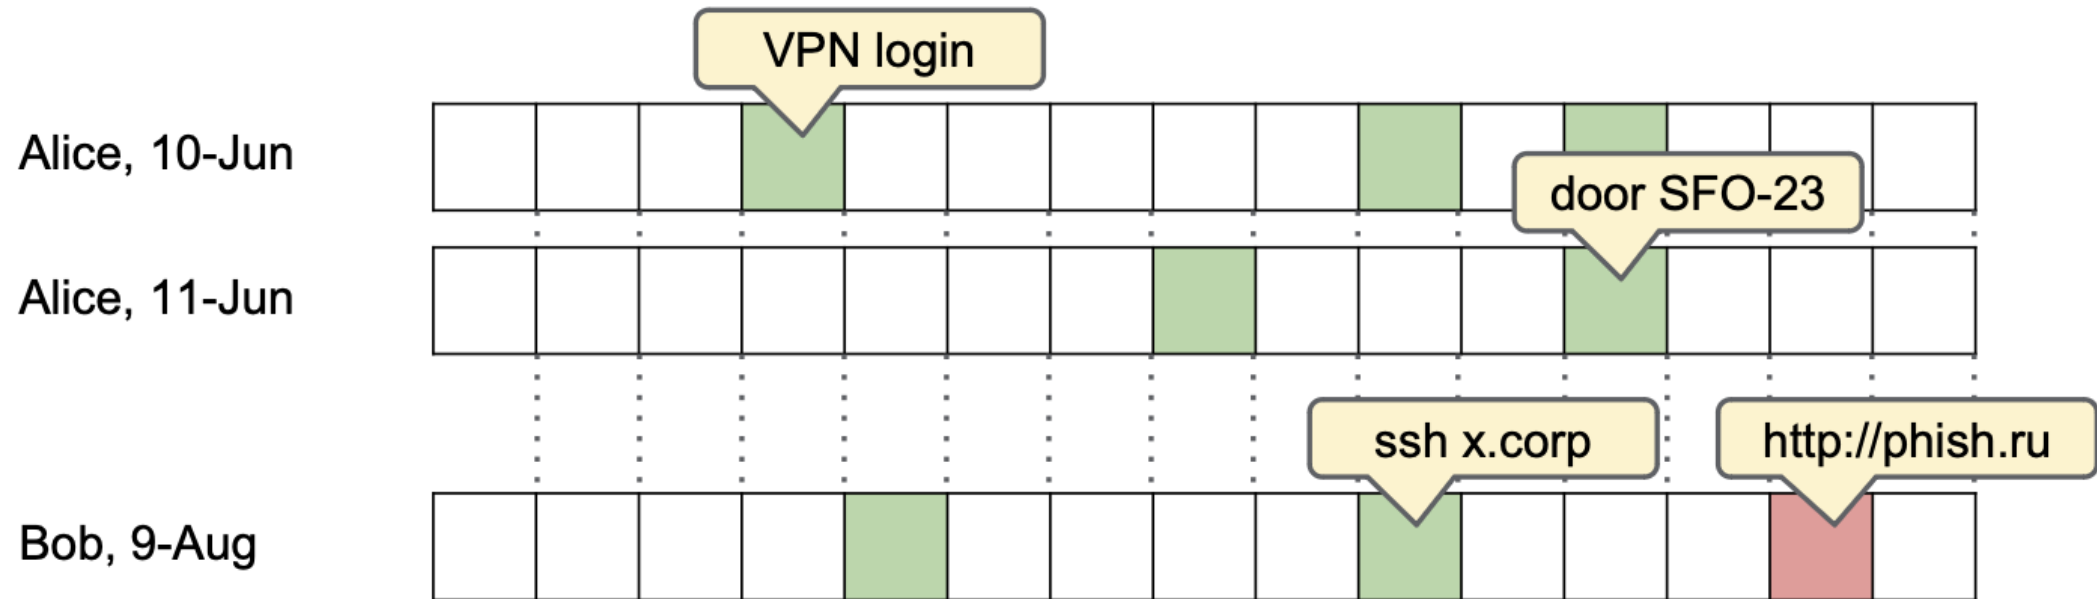 VPN login
Alice, 10-Jun
door SFO-23
Alice, 11-Jun
ssh x.corp
http://phish.ru
Bob, 9-Aug